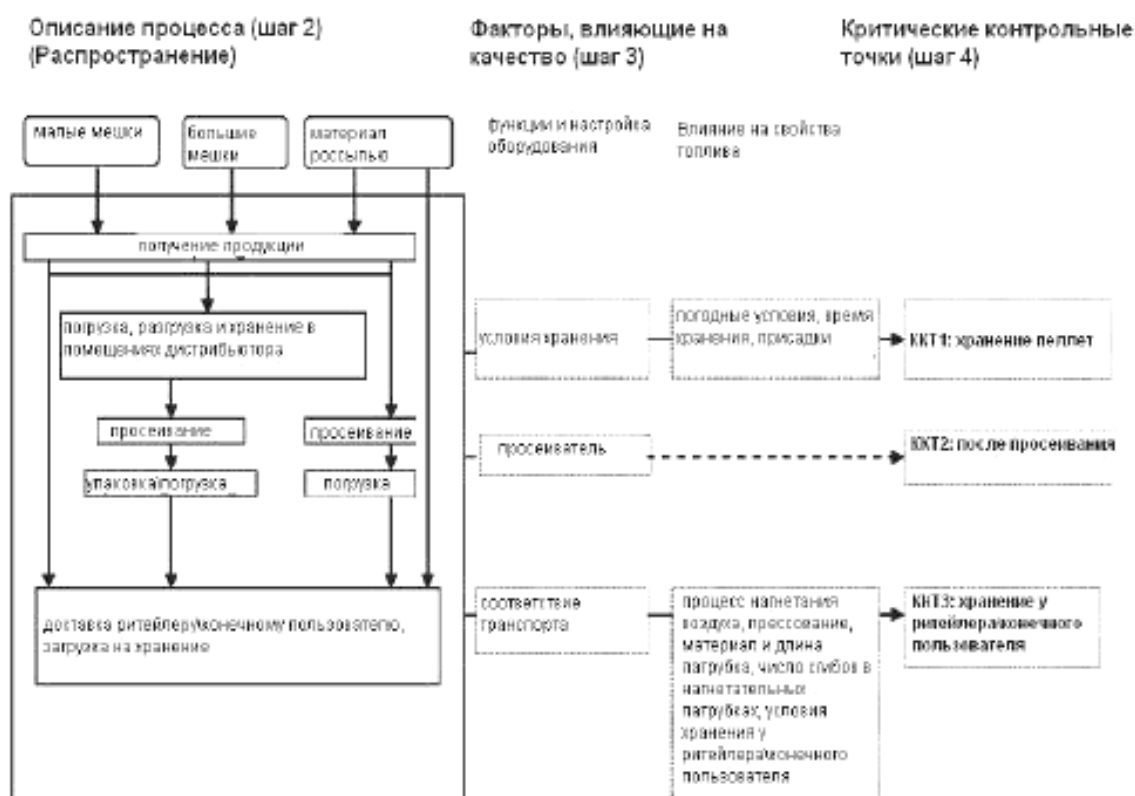 Описание процесса (шаг 2)
(Распространение)
Факторы, влияющие на
качество (шаг 3)
Критические контрольные
точки (шаг 4)
малые мешки
большие
мешки
материал
россыпью
функции и настройка
оборудования
Влияние на свойства
топлива
получение продукции
погрузка, разгрузка и хранение в
помещениях дистрибьютора
условия хранения
погодные условия, время
хранения, присадки
ККТ1: хранение пеллет
просеивание
просеивание
просеиватель
ККТ2: после просеивания
упаковка\погрузка
погрузка
доставка ритейлеру\конечному пользователю,
загрузка на хранение
соответствие
транспорта
процесс нагнетания
воздуха, прессование,
материал и длина
патрубка, число сгибов в
нагнетательных
патрубках, условия
хранения у
ритейлера\конечного
пользователя
ККТ3: хранение у
ритейлера\конечного
пользователя